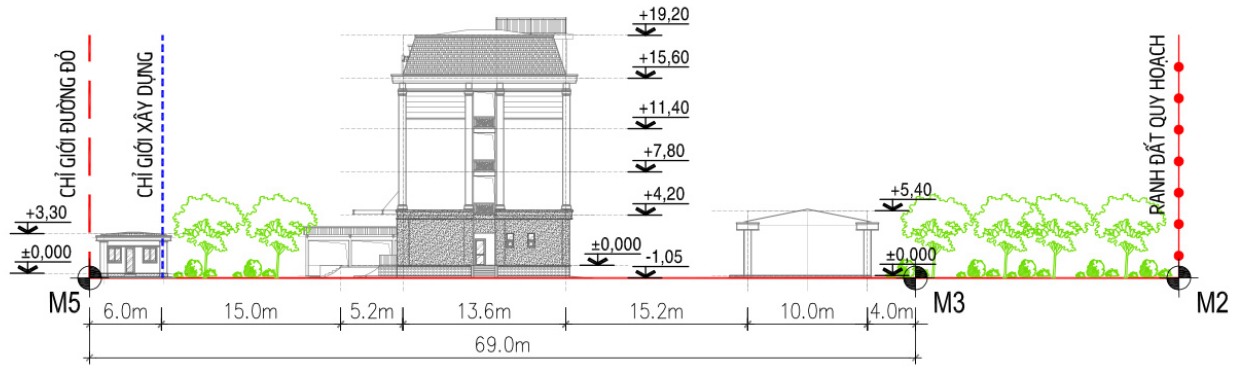 CHỈ GIỚI ĐƯỜNG ĐỎ
CHỈ GIỚI XÂY DỰNG
RANH ĐẤT QUY HOẠCH
+19,20
+15,60
+11,40
+7,80
+4,20
±0,000
-1,05
+3,30
±0,000
+5,40
±0,000
M5
M3
M2
6.0m
15.0m
5.2m
13.6m
15.2m
10.0m
4.0m
69.0m